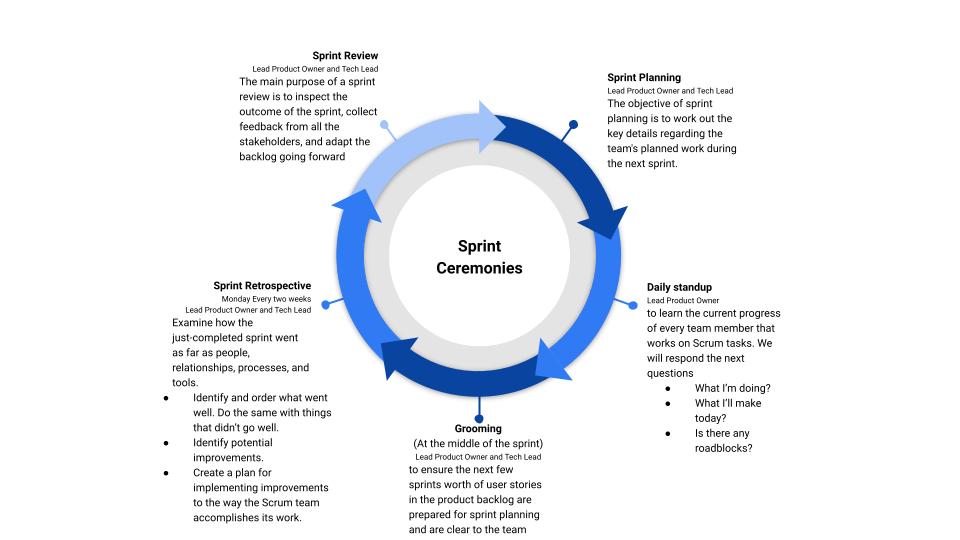 Sprint Review
Lead Product Owner and Tech Lead
The main purpose of a sprint
review is to inspect the
outcome of the sprint, collect
feedback from all the
stakeholders, and adapt the
backlog going forward
Sprint Planning
Lead Product Owner and Tech Lead
The objective of sprint
planning is to work out the
key details regarding the
team's planned work during
the next sprint.
Sprint
Ceremonies
Sprint Retrospective
Monday Every two weeks
Lead Product Owner and Tech Lead
Examine how the
just-completed sprint went
as far as people,
relationships, processes, and
tools.
● Identify and order what went
well. Do the same with things
that didn't go well.
● Identify potential
improvements.
● Create a plan for
implementing improvements
to the way the Scrum team
accomplishes its work.
Daily standup
Lead Product Owner
to learn the current progress
of every team member that
works on Scrum tasks. We
will respond the next
questions
● What I'm doing?
● What I'll make
today?
● Is there any
roadblocks?
Grooming
(At the middle of the sprint)
Lead Product Owner and Tech Lead
to ensure the next few
sprints worth of user stories
in the product backlog are
prepared for sprint planning
and are clear to the team